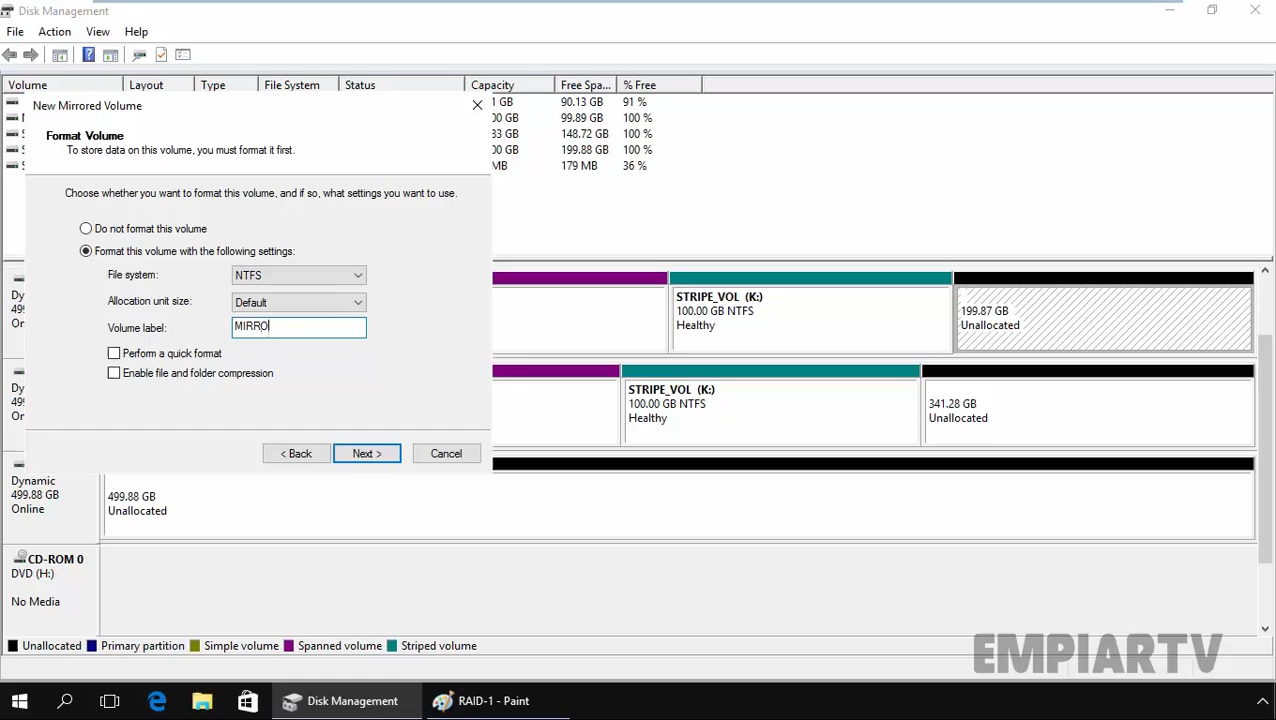 Disk Management
File Action View Help
Volume Layout Type File System Status Capacity Free Spa... % Free
1 GB 90.13 GB 91 %
00 GB 99.89 GB 100 %
33 GB 148.72 GB 100 %
00 GB 199.88 GB 100 %
MB 179 MB 36 %
New Mirrored Volume
Format Volume
To store data on this volume, you must format it first.
Choose whether you want to format this volume, and if so, what settings you want to use.
Do not format this volume
Format this volume with the following settings:
File system: NTFS
Allocation unit size: Default
Volume label: MIRRO
Perform a quick format
Enable file and folder compression
< Back Next > Cancel
STRIPE_VOL (K:)
100.00 GB NTFS
Healthy
199.87 GB
Unallocated
STRIPE_VOL (K:)
100.00 GB NTFS
Healthy
341.28 GB
Unallocated
Dynamic
499.88 GB
Online
499.88 GB
Unallocated
CD-ROM 0
DVD (H:)
No Media
Unallocated Primary partition Simple volume Spanned volume Striped volume
EMPIARTV
Disk Management RAID-1 - Paint